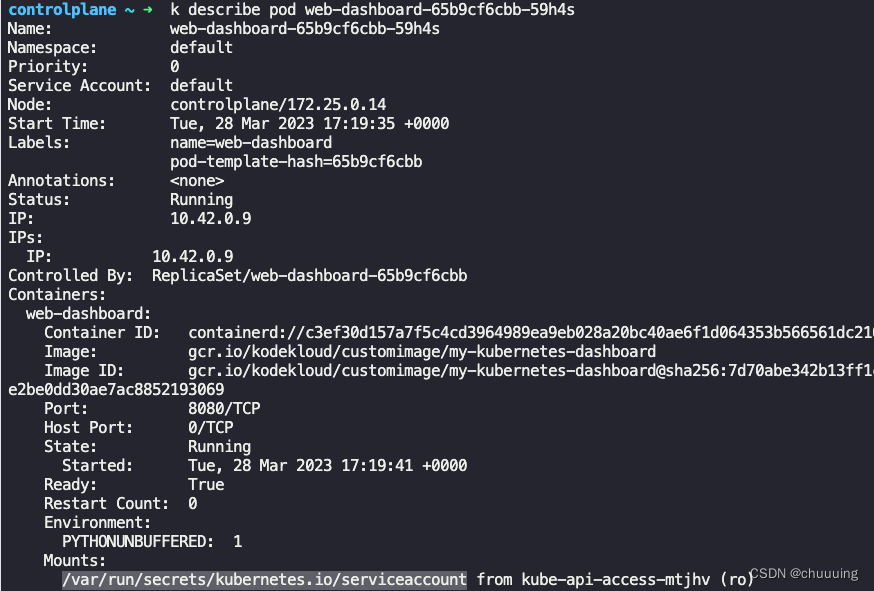 controlplane ~ ➜ k describe pod web-dashboard-65b9cf6cbb-59h4s
Name: web-dashboard-65b9cf6cbb-59h4s
Namespace: default
Priority: 0
Service Account: default
Node: controlplane/172.25.0.14
Start Time: Tue, 28 Mar 2023 17:19:35 +0000
Labels: name=web-dashboard
pod-template-hash=65b9cf6cbb
Annotations: <none>
Status: Running
IP: 10.42.0.9
IPs:
IP: 10.42.0.9
Controlled By: ReplicaSet/web-dashboard-65b9cf6cbb
Containers:
web-dashboard:
Container ID: containerd://c3ef30d157a7f5c4cd3964989ea9eb028a20bc40ae6f1d064353b566561dc210
Image: gcr.io/kodekloud/customimage/my-kubernetes-dashboard
Image ID: gcr.io/kodekloud/customimage/my-kubernetes-dashboard@sha256:7d70abe342b13ff1
e2be0dd30ae7ac8852193069
Port: 8080/TCP
Host Port: 0/TCP
State: Running
Started: Tue, 28 Mar 2023 17:19:41 +0000
Ready: True
Restart Count: 0
Environment:
PYTHONUNBUFFERED: 1
Mounts:
/var/run/secrets/kubernetes.io/serviceaccount from kube-api-access-mtjhv (ro)
CSDN @chuuuing